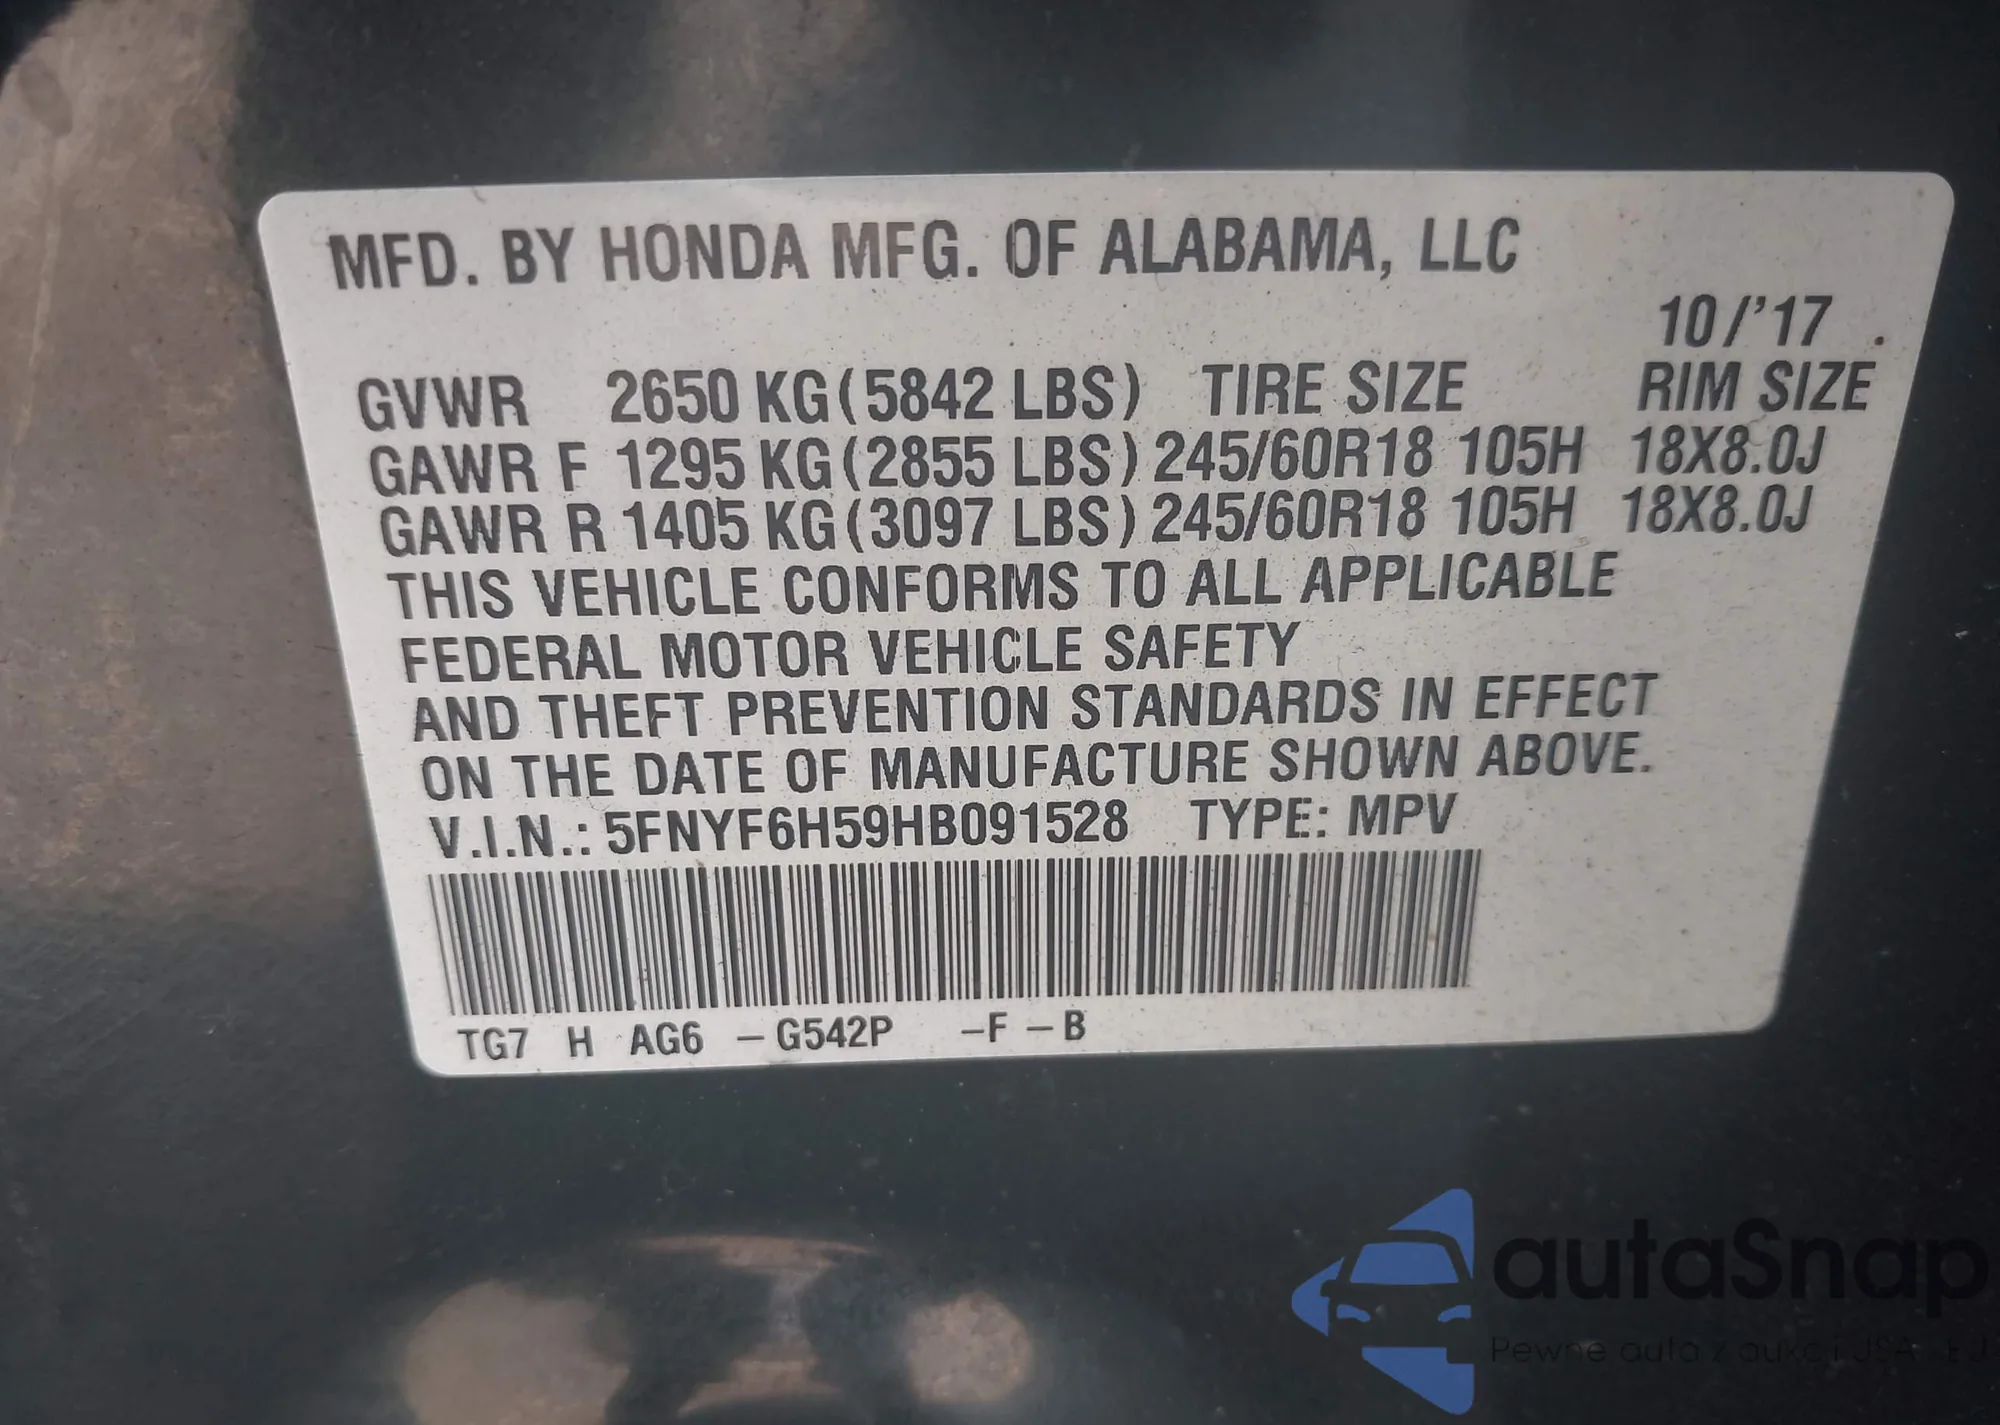 MFD. BY HONDA MFG. OF ALABAMA, LLC
10/'17
GVWR 2650 KG (5842 LBS) TIRE SIZE RIM SIZE
GAWR F 1295 KG (2855 LBS) 245/60R18 105H 18X8.0J
GAWR R 1405 KG (3097 LBS) 245/60R18 105H 18X8.0J
THIS VEHICLE CONFORMS TO ALL APPLICABLE
FEDERAL MOTOR VEHICLE SAFETY
AND THEFT PREVENTION STANDARDS IN EFFECT
ON THE DATE OF MANUFACTURE SHOWN ABOVE.
V.I.N.: 5FNYF6H59HB091528 TYPE: MPV
TG7 H AG6 –G542P –F –B
autaSnap
Pewne auta z aukcji